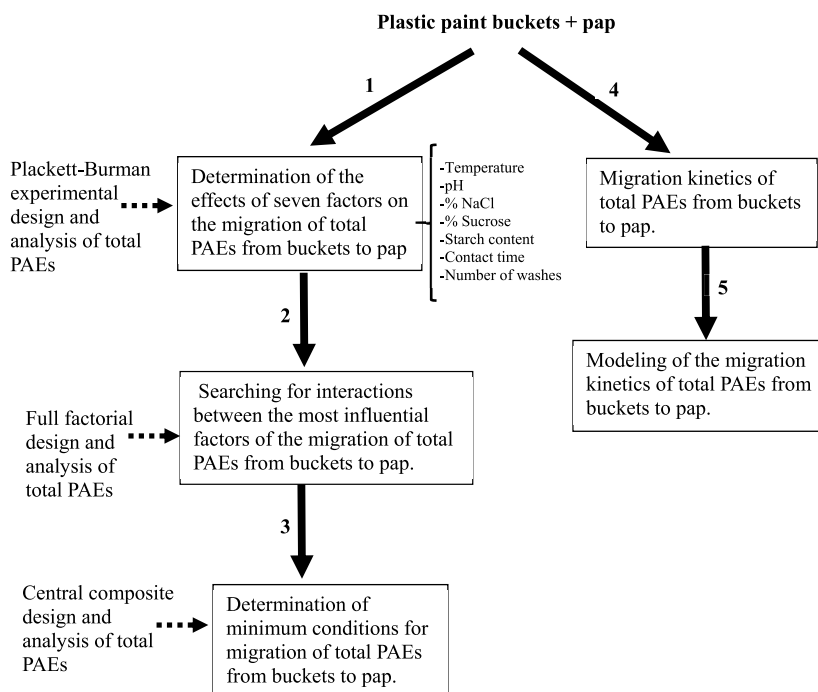 Plastic paint buckets + pap
1
4
Plackett-Burman
experimental
design and
analysis of total
PAEs
Determination of the
effects of seven factors on
the migration of total
PAEs from buckets to pap
-Temperature
-pH
-% NaCl
-% Sucrose
-Starch content
-Contact time
-Number of washes
Migration kinetics of
total PAEs from buckets
to pap.
2
5
Full factorial
design and
analysis of
total PAEs
Searching for interactions
between the most influential
factors of the migration of total
PAEs from buckets to pap.
Modeling of the migration
kinetics of total PAEs from
buckets to pap.
3
Central composite
design and
analysis of total
PAEs
Determination of
minimum conditions for
migration of total PAEs
from buckets to pap.